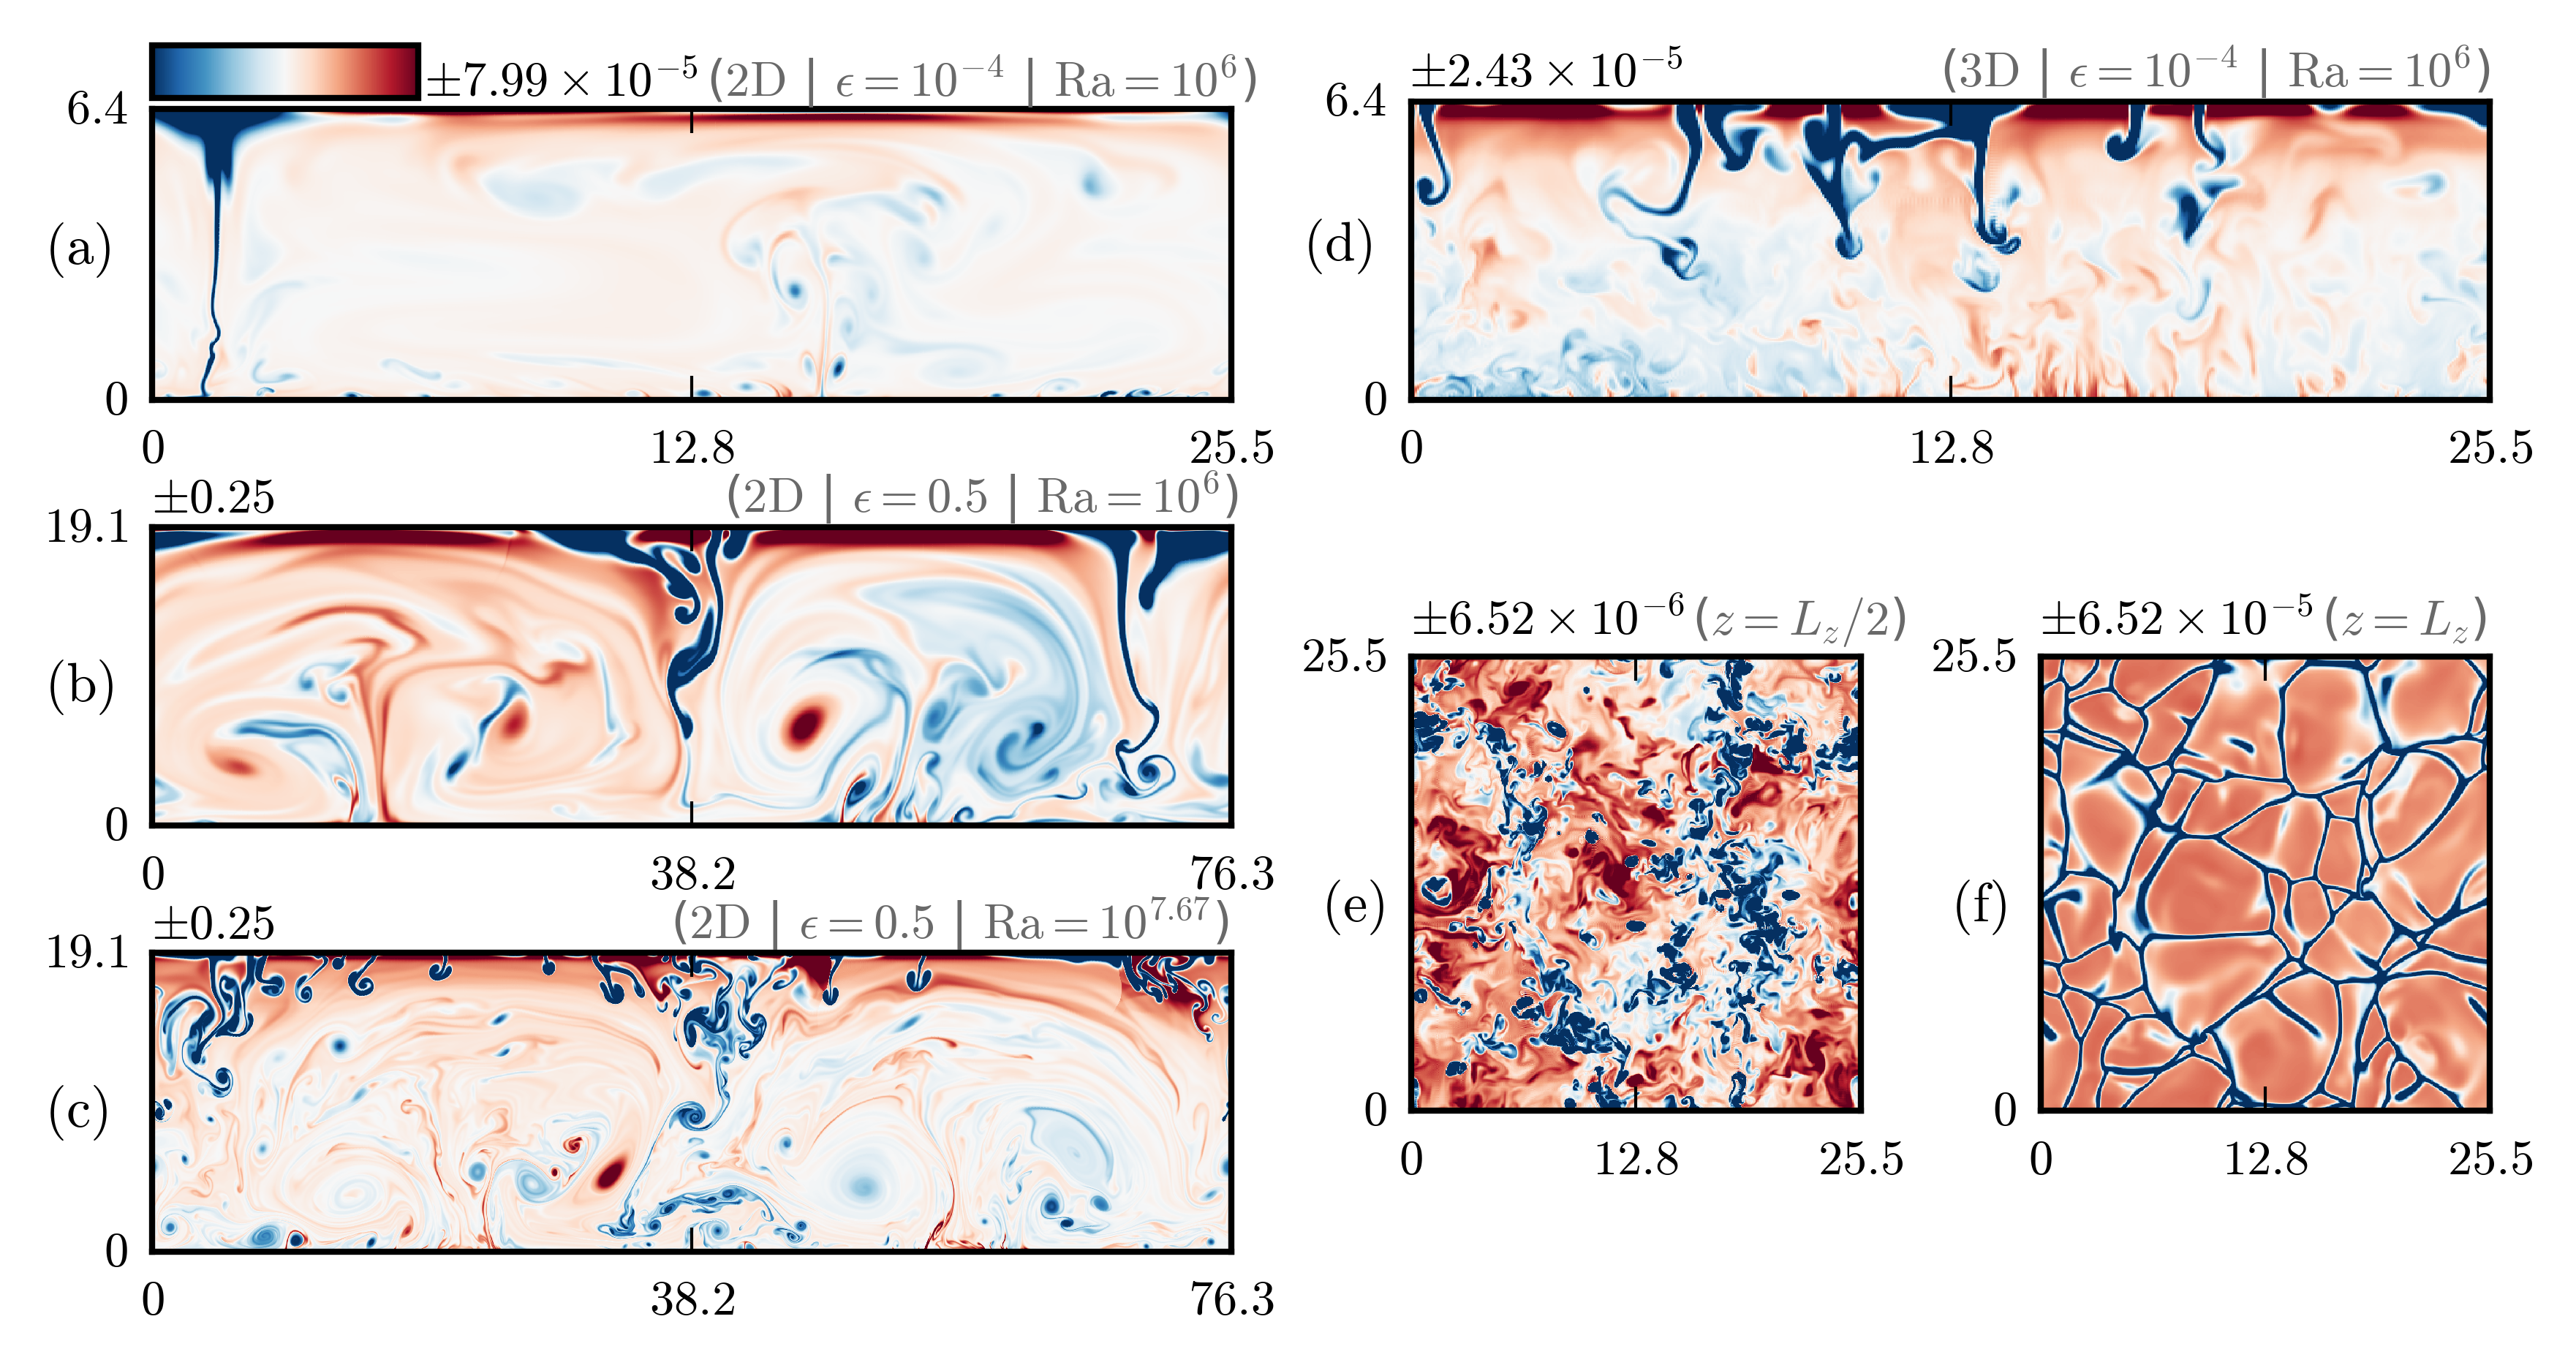 ±7.99 × 10⁻⁵ (2D | ϵ = 10⁻⁴ | Ra = 10⁶)
6.4
(a)
0
0 12.8 25.5
±0.25 (2D | ϵ = 0.5 | Ra = 10⁶)
19.1
(b)
0
0 38.2 76.3
±0.25 (2D | ϵ = 0.5 | Ra = 10⁷·⁶⁷)
19.1
(c)
0
0 38.2 76.3
±2.43 × 10⁻⁵ (3D | ϵ = 10⁻⁴ | Ra = 10⁶)
6.4
(d)
0
0 12.8 25.5
±6.52 × 10⁻⁶ (z = L_z/2)
25.5
(e)
0
0 12.8 25.5
±6.52 × 10⁻⁵ (z = L_z)
25.5
(f)
0
0 12.8 25.5